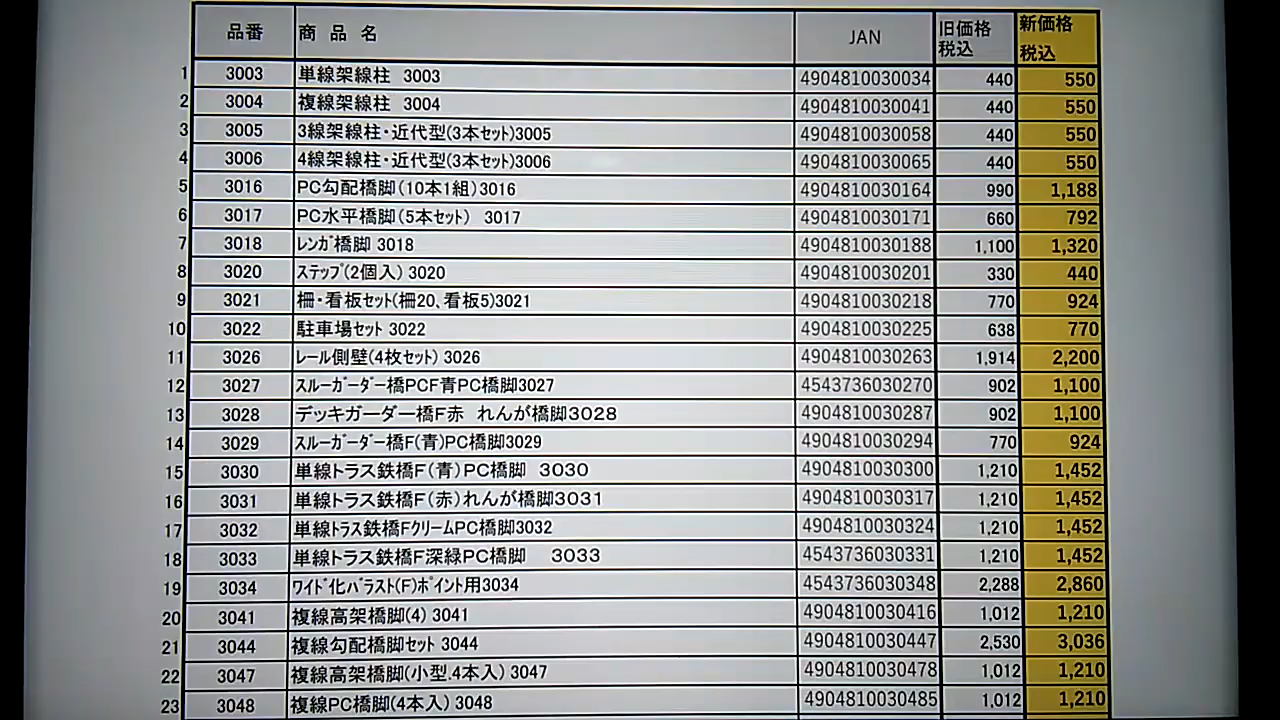 品番 商品名 JAN 旧価格税込 新価格税込
1 3003 単線架線柱 3003 4904810030034 440 550
2 3004 複線架線柱 3004 4904810030041 440 550
3 3005 3線架線柱・近代型(3本セット)3005 4904810030058 440 550
4 3006 4線架線柱・近代型(3本セット)3006 4904810030065 440 550
5 3016 PC勾配橋脚(10本1組)3016 4904810030164 990 1,188
6 3017 PC水平橋脚(5本セット) 3017 4904810030171 660 792
7 3018 ﾚﾝｶﾞ橋脚 3018 4904810030188 1,100 1,320
8 3020 ｽﾃｯﾌﾟ(2個入) 3020 4904810030201 330 440
9 3021 柵・看板ｾｯﾄ(柵20、看板5)3021 4904810030218 770 924
10 3022 駐車場ｾｯﾄ 3022 4904810030225 638 770
11 3026 ﾚｰﾙ側壁(4枚ｾｯﾄ) 3026 4904810030263 1,914 2,200
12 3027 ｽﾙｰｶﾞｰﾀﾞｰ橋PCF青PC橋脚3027 4543736030270 902 1,100
13 3028 デッキガーダー橋F赤 れんが橋脚3028 4904810030287 902 1,100
14 3029 ｽﾙｰｶﾞｰﾀﾞｰ橋F(青)PC橋脚3029 4904810030294 770 924
15 3030 単線トラス鉄橋F(青)PC橋脚 3030 4904810030300 1,210 1,452
16 3031 単線トラス鉄橋F(赤)れんが橋脚3031 4904810030317 1,210 1,452
17 3032 単線ﾄﾗｽ鉄橋FｸﾘｰﾑPC橋脚3032 4904810030324 1,210 1,452
18 3033 単線トラス鉄橋F深緑PC橋脚 3033 4543736030331 1,210 1,452
19 3034 ﾜｲﾄﾞ化ﾊﾞﾗｽﾄ(F)ﾎﾟｲﾝﾄ用3034 4543736030348 2,288 2,860
20 3041 複線高架橋脚(4) 3041 4904810030416 1,012 1,210
21 3044 複線勾配橋脚ｾｯﾄ 3044 4904810030447 2,530 3,036
22 3047 複線高架橋脚(小型.4本入) 3047 4904810030478 1,012 1,210
23 3048 複線PC橋脚(4本入) 3048 4904810030485 1,012 1,210